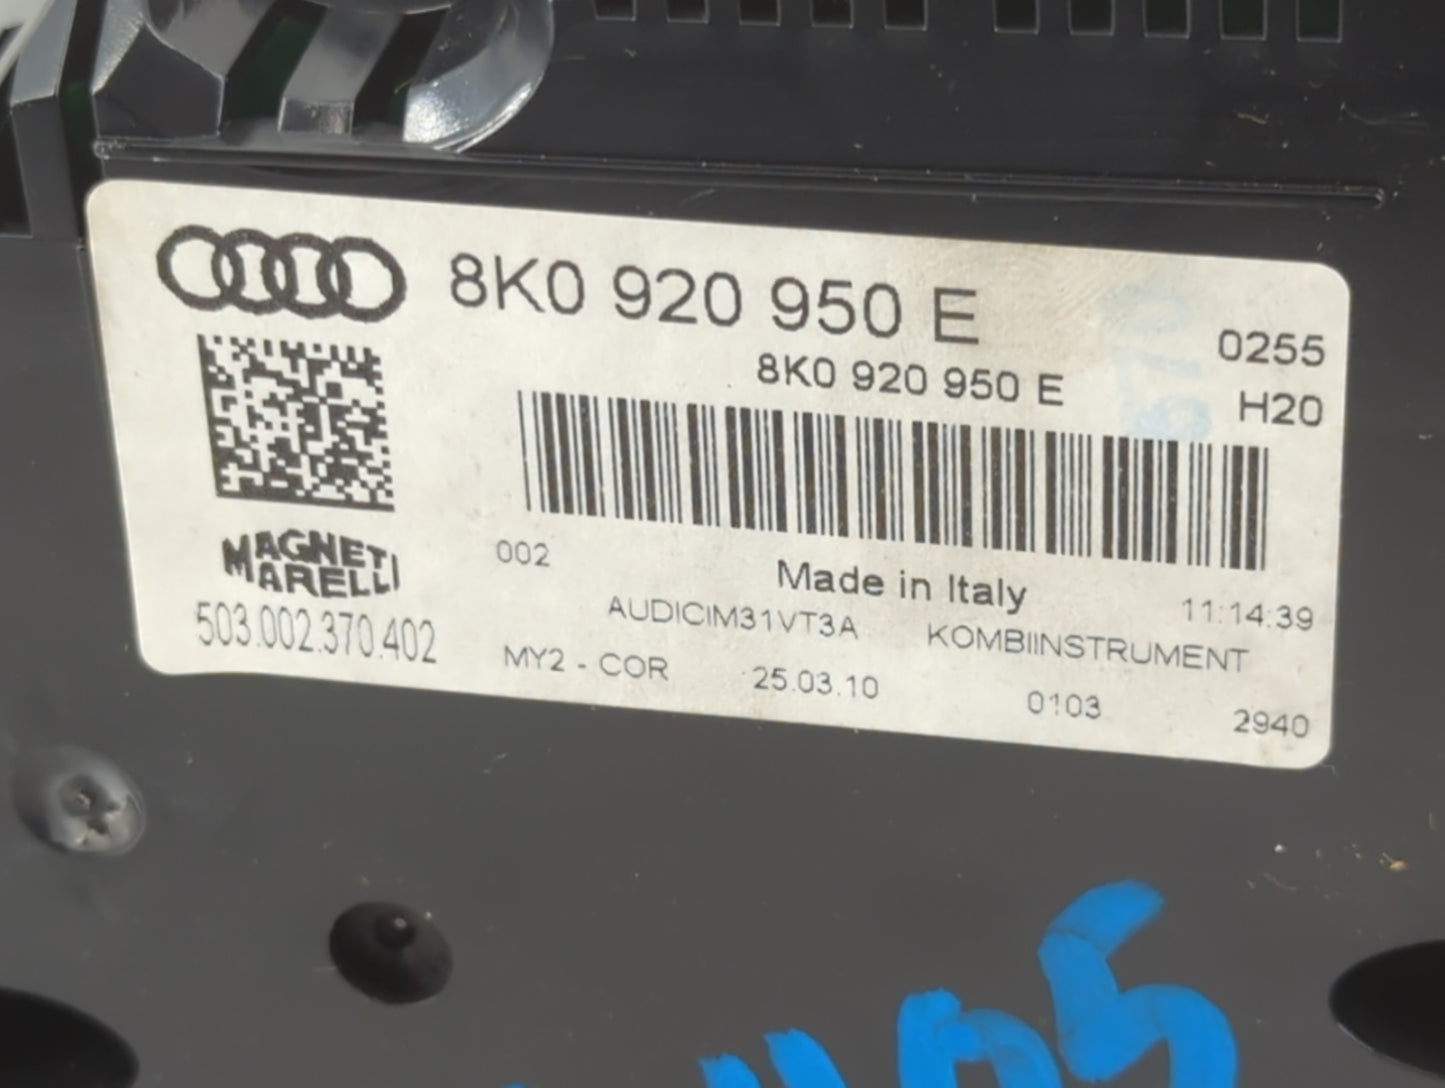 8K0 920 950 E
0255
8K0 920 950 E
H20
MAGNETI
MARELLI
503.002.370.402
002
Made in Italy
11:14:39
AUDICIM31VT3A
KOMBIINSTRUMENT
MY2 - COR
25.03.10
0103
2940